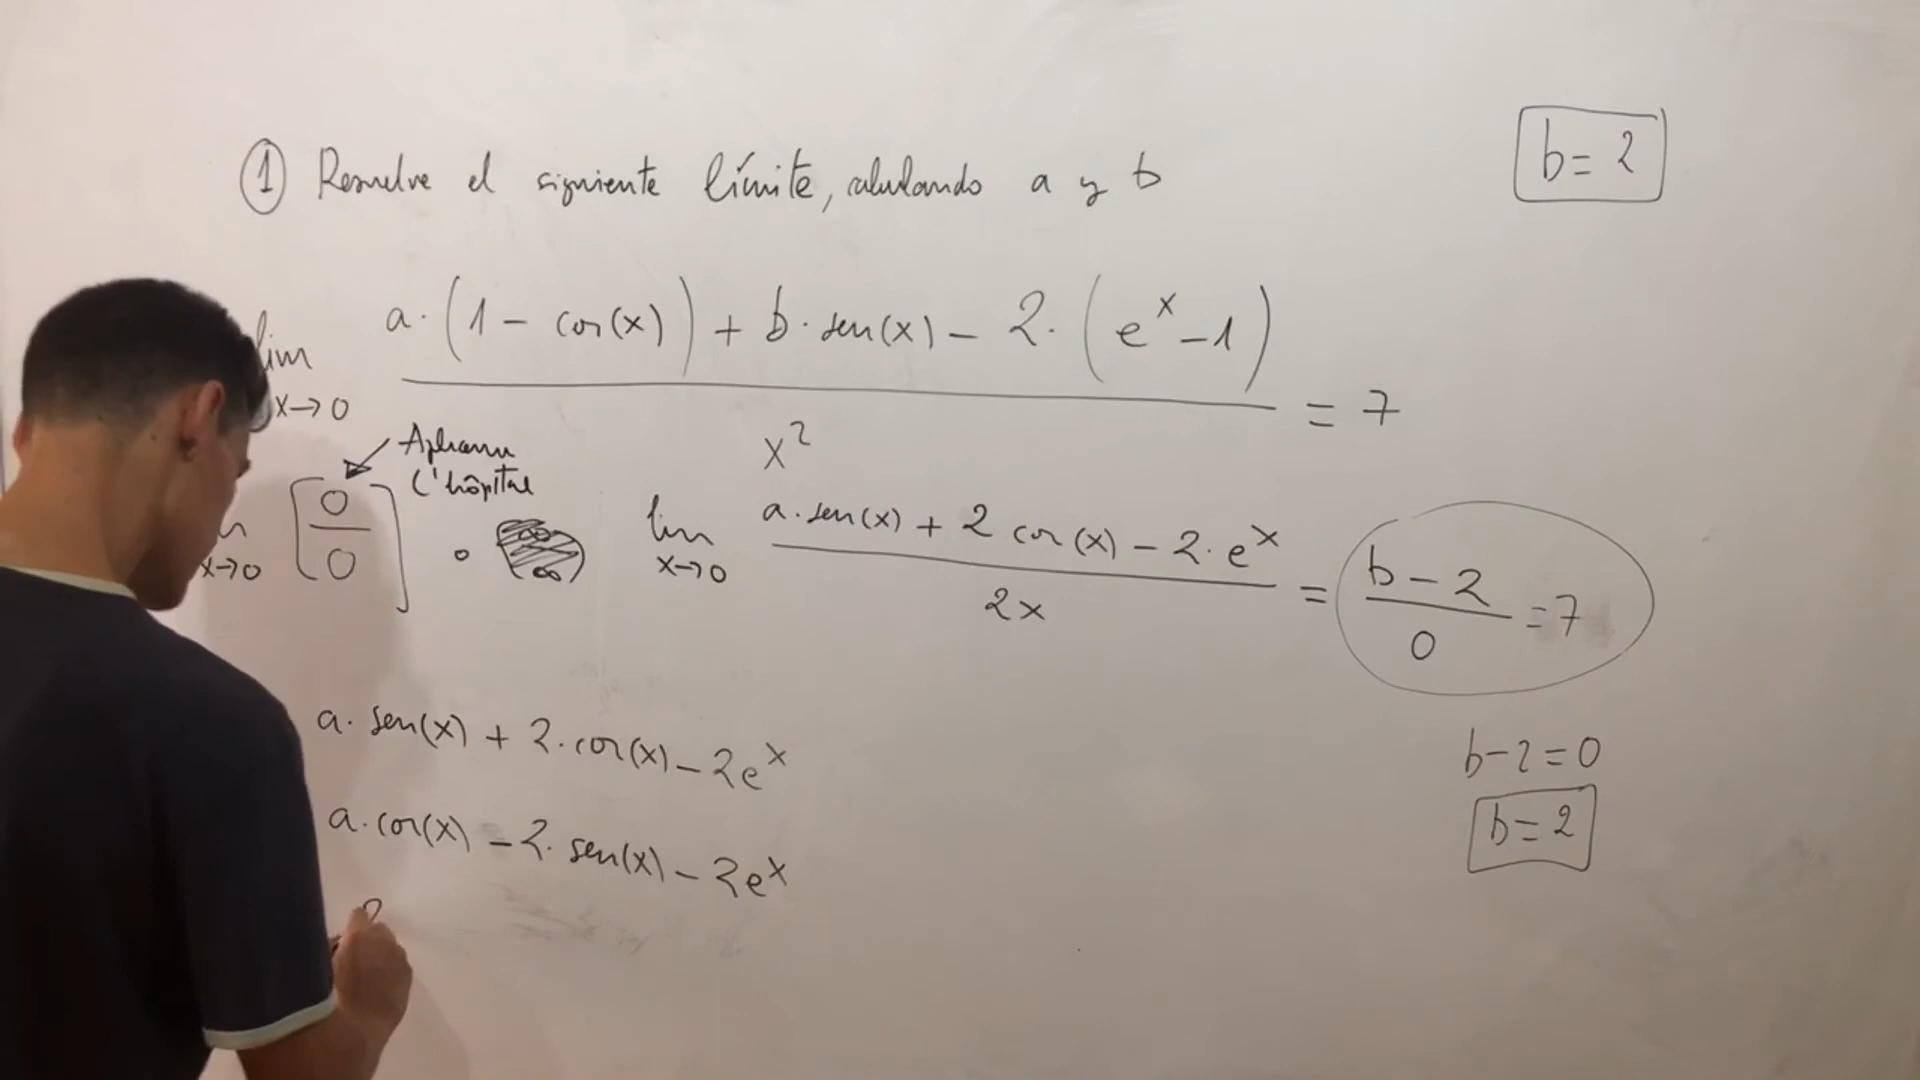 ① Resuelve el siguiente límite, calculando a y b
b = 2
lim x→0 a·(1 - cos(x)) + b·sen(x) - 2·(e^x - 1) / x² = 7
Aplicamos L'hôpital
x→0 [0/0] o ∞
lim x→0 a·sen(x) + 2 cos(x) - 2·e^x / 2x = b - 2 / 0 = 7
a·sen(x) + 2·cos(x) - 2e^x
b - 2 = 0
a·cos(x) - 2·sen(x) - 2e^x
b = 2